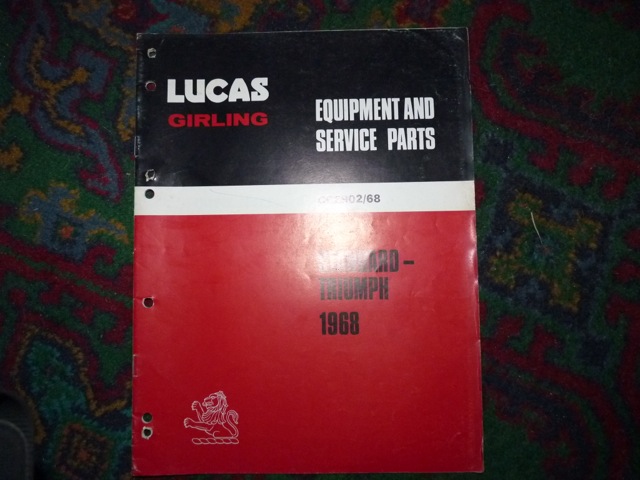 LUCAS
GIRLING
EQUIPMENT AND
SERVICE PARTS
TRIUMPH
1968